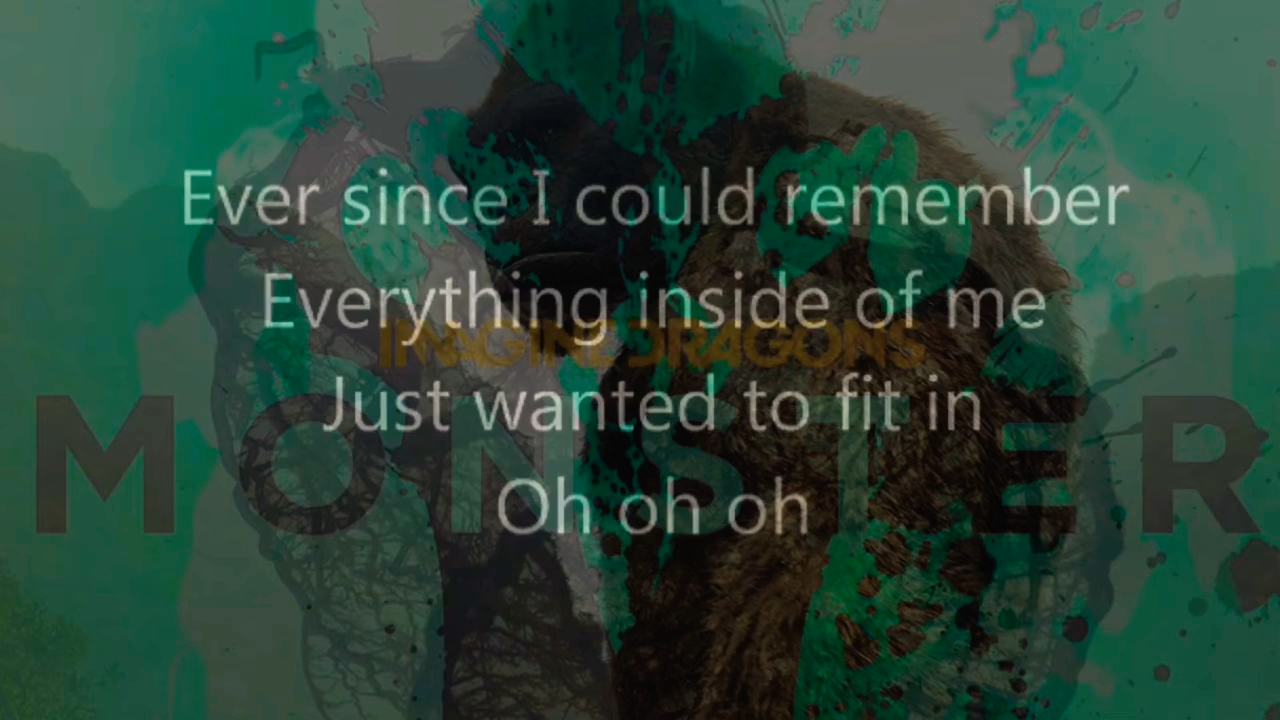 Ever since I could remember
Everything inside of me
IMAGINE DRAGONS
Just wanted to fit in
MONSTER
Oh oh oh